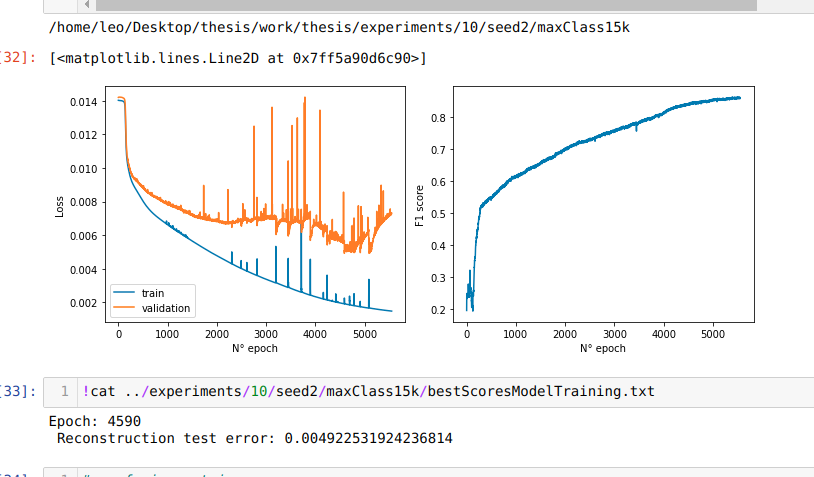 /home/leo/Desktop/thesis/work/thesis/experiments/10/seed2/maxClass15k
[32]: [<matplotlib.lines.Line2D at 0x7ff5a90d6c90>]
0.014
0.012
0.010
0.008
0.006
0.004
0.002
Loss
train
validation
0 1000 2000 3000 4000 5000
N° epoch
0.8
0.7
0.6
0.5
0.4
0.3
0.2
F1 score
0 1000 2000 3000 4000 5000
N° epoch
[33]: 1 !cat ../experiments/10/seed2/maxClass15k/bestScoresModelTraining.txt
Epoch: 4590
Reconstruction test error: 0.004922531924236814